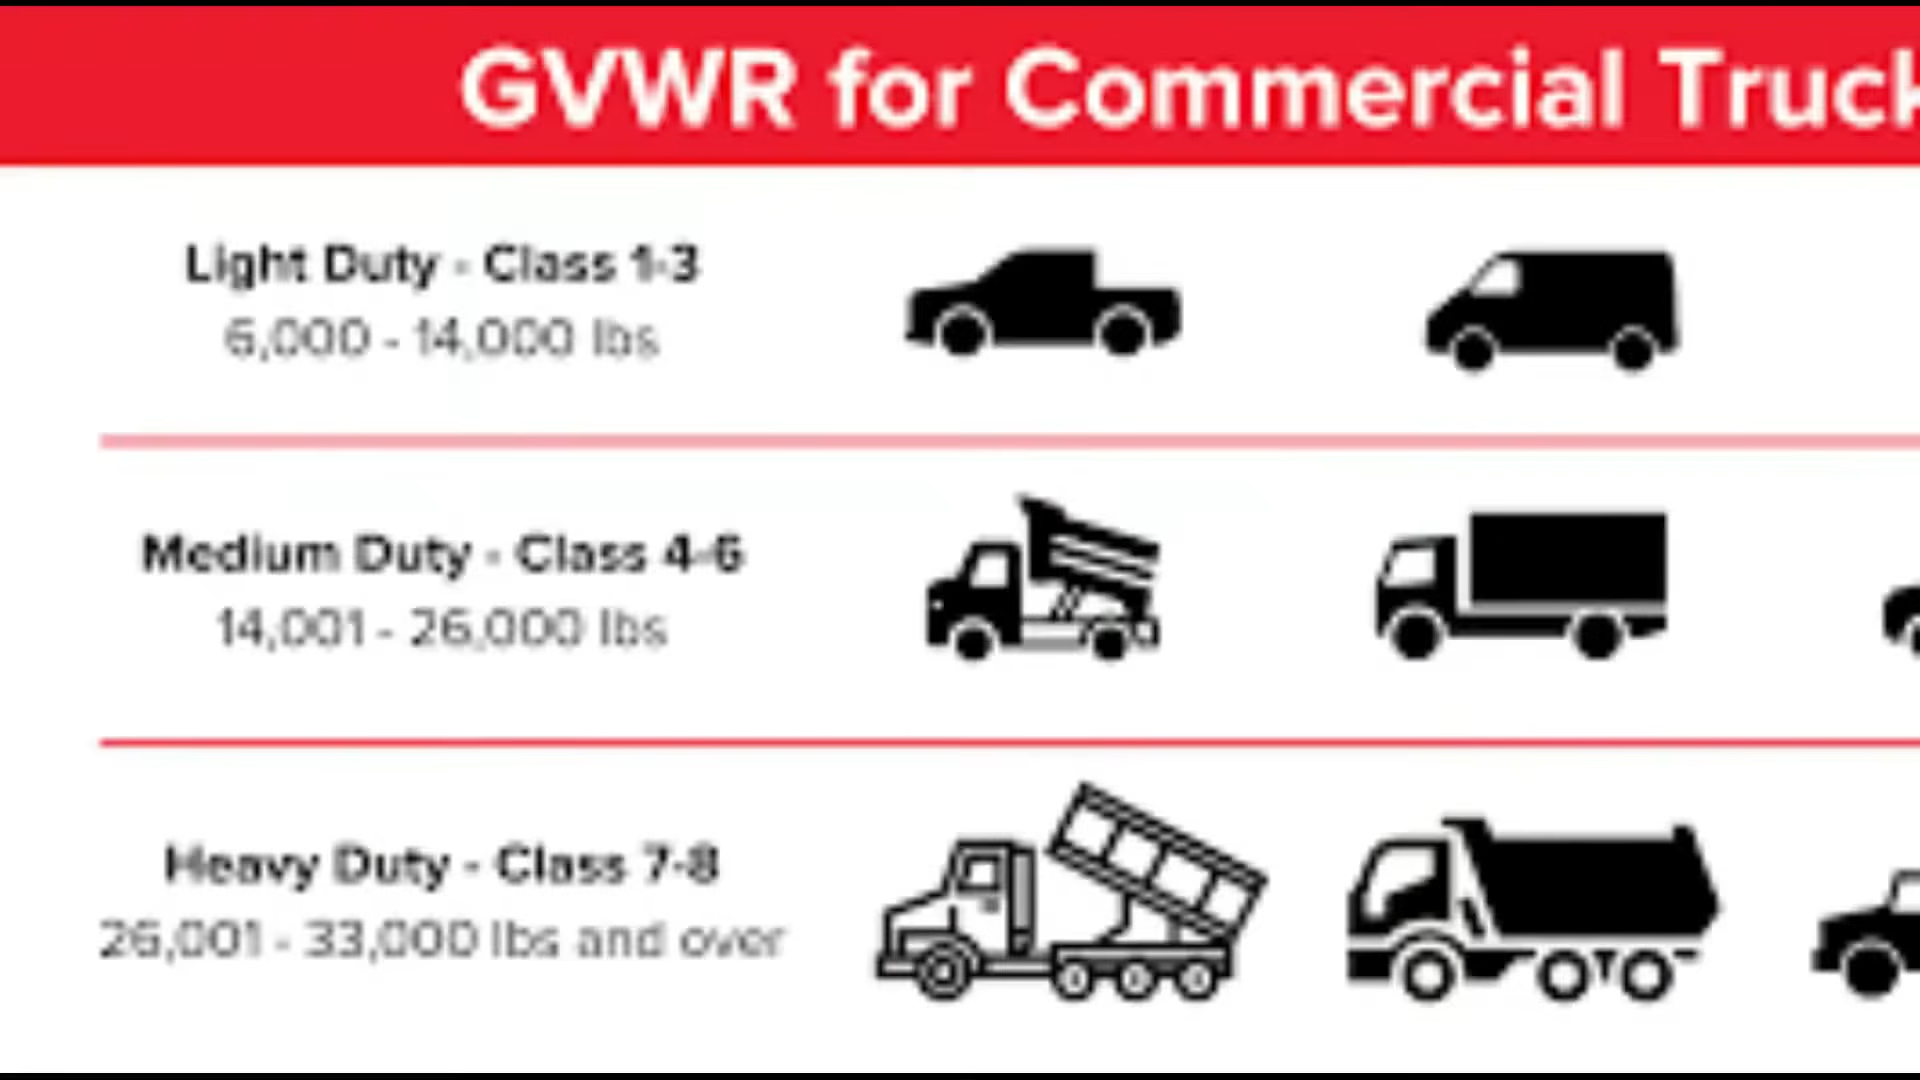 GVWR for Commercial Truck
Light Duty - Class 1-3
6,000 - 14,000 lbs
Medium Duty - Class 4-6
14,001 - 26,000 lbs
Heavy Duty - Class 7-8
26,001 - 33,000 lbs and over